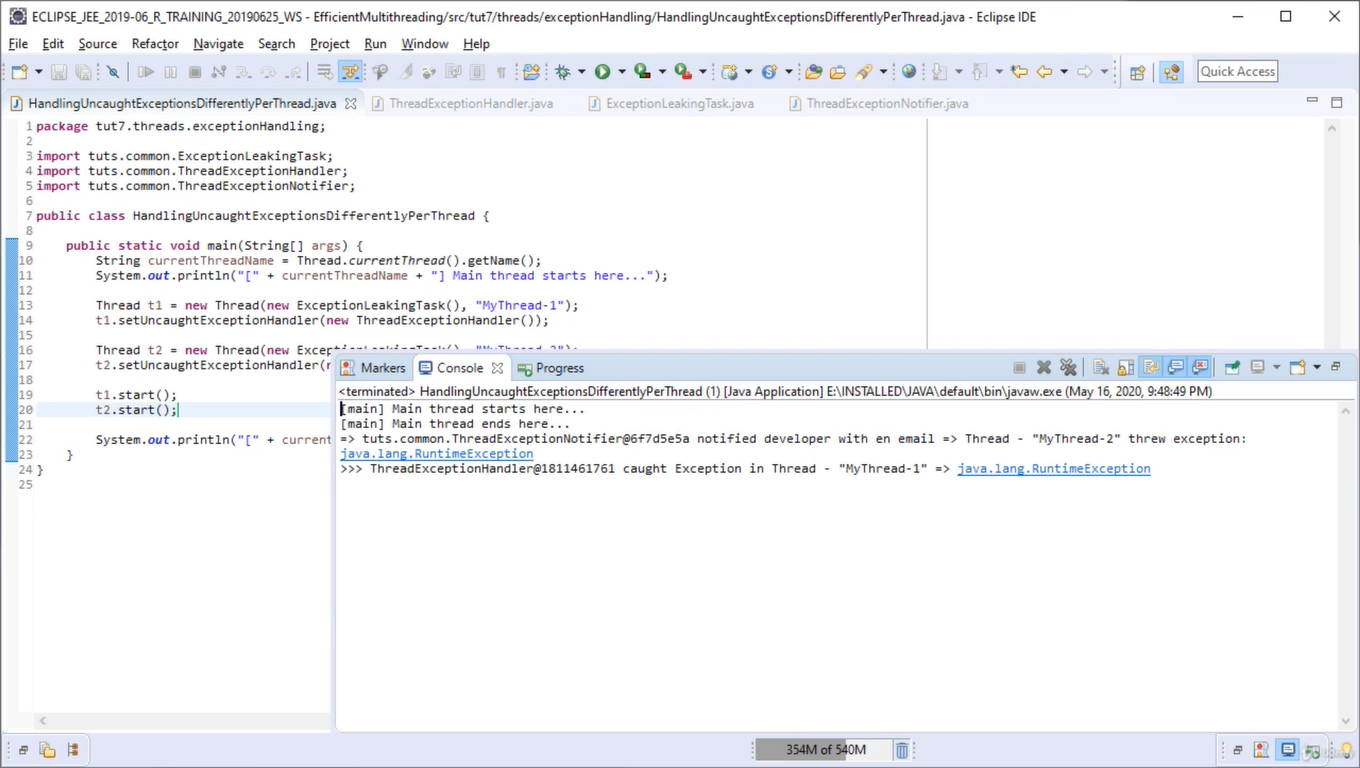 ECLIPSE_JEE_2019-06_R_TRAINING_20190625_WS - EfficientMultithreading/src/tut7/threads/exceptionHandling/HandlingUncaughtExceptionsDifferentlyPerThread.java - Eclipse IDE
File Edit Source Refactor Navigate Search Project Run Window Help
Quick Access
HandlingUncaughtExceptionsDifferentlyPerThread.java ThreadExceptionHandler.java ExceptionLeakingTask.java ThreadExceptionNotifier.java
1 package tut7.threads.exceptionHandling;
2
3 import tuts.common.ExceptionLeakingTask;
4 import tuts.common.ThreadExceptionHandler;
5 import tuts.common.ThreadExceptionNotifier;
6
7 public class HandlingUncaughtExceptionsDifferentlyPerThread {
8
9 public static void main(String[] args) {
10 String currentThreadName = Thread.currentThread().getName();
11 System.out.println("[" + currentThreadName + "] Main thread starts here...");
12
13 Thread t1 = new Thread(new ExceptionLeakingTask(), "MyThread-1");
14 t1.setUncaughtExceptionHandler(new ThreadExceptionHandler());
15
16 Thread t2 = new Thread(new ExceptionLeakingTask(), "MyThread-2");
17 t2.setUncaughtExceptionHandler(
18
19 t1.start();
20 t2.start();
21
22 System.out.println("[" + current
23 }
24 }
25
Markers Console Progress
<terminated> HandlingUncaughtExceptionsDifferentlyPerThread (1) [Java Application] E:\INSTALLED\JAVA\default\bin\javaw.exe (May 16, 2020, 9:48:49 PM)
[main] Main thread starts here...
[main] Main thread ends here...
=> tuts.common.ThreadExceptionNotifier@6f7d5e5a notified developer with en email => Thread - "MyThread-2" threw exception:
java.lang.RuntimeException
>>> ThreadExceptionHandler@1811461761 caught Exception in Thread - "MyThread-1" => java.lang.RuntimeException
354M of 540M